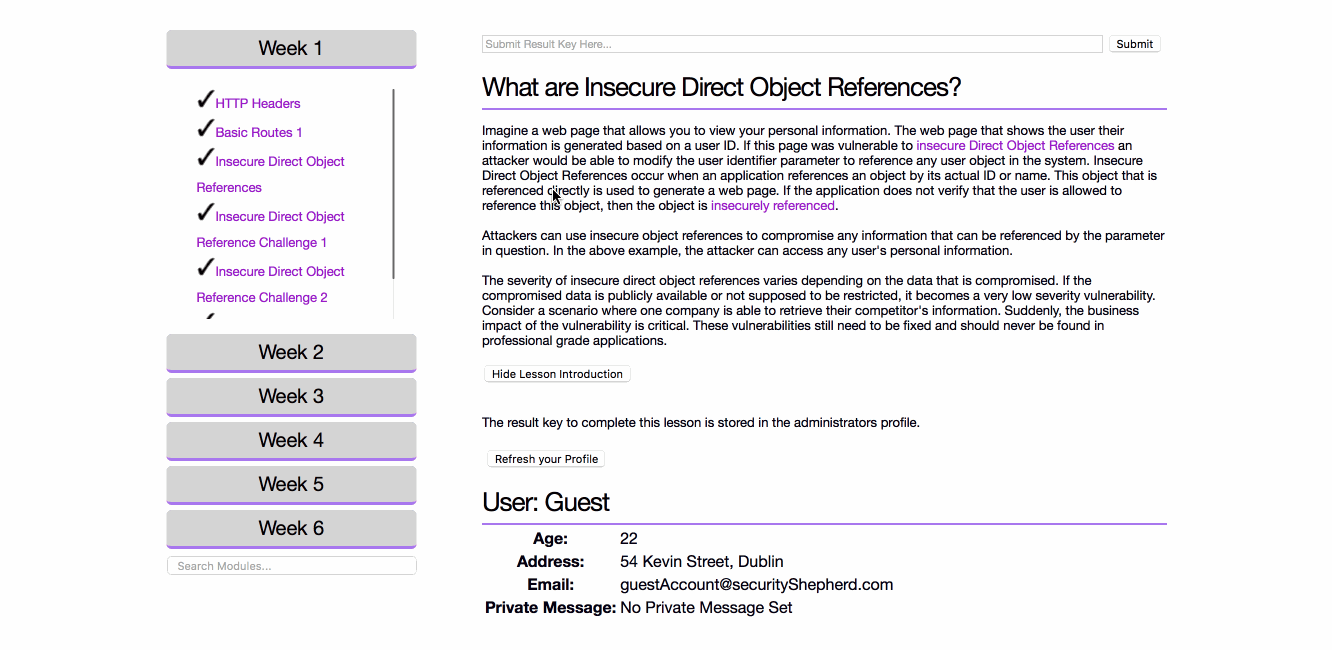 Week 1
HTTP Headers
Basic Routes 1
Insecure Direct Object
References
Insecure Direct Object
Reference Challenge 1
Insecure Direct Object
Reference Challenge 2
Week 2
Week 3
Week 4
Week 5
Week 6
Search Modules...
Submit Result Key Here...
Submit
What are Insecure Direct Object References?
Imagine a web page that allows you to view your personal information. The web page that shows the user their
information is generated based on a user ID. If this page was vulnerable to insecure Direct Object References an
attacker would be able to modify the user identifier parameter to reference any user object in the system. Insecure
Direct Object References occur when an application references an object by its actual ID or name. This object that is
referenced directly is used to generate a web page. If the application does not verify that the user is allowed to
reference this object, then the object is insecurely referenced.
Attackers can use insecure object references to compromise any information that can be referenced by the parameter
in question. In the above example, the attacker can access any user's personal information.
The severity of insecure direct object references varies depending on the data that is compromised. If the
compromised data is publicly available or not supposed to be restricted, it becomes a very low severity vulnerability.
Consider a scenario where one company is able to retrieve their competitor's information. Suddenly, the business
impact of the vulnerability is critical. These vulnerabilities still need to be fixed and should never be found in
professional grade applications.
Hide Lesson Introduction
The result key to complete this lesson is stored in the administrators profile.
Refresh your Profile
User: Guest
Age: 22
Address: 54 Kevin Street, Dublin
Email: guestAccount@securityShepherd.com
Private Message: No Private Message Set